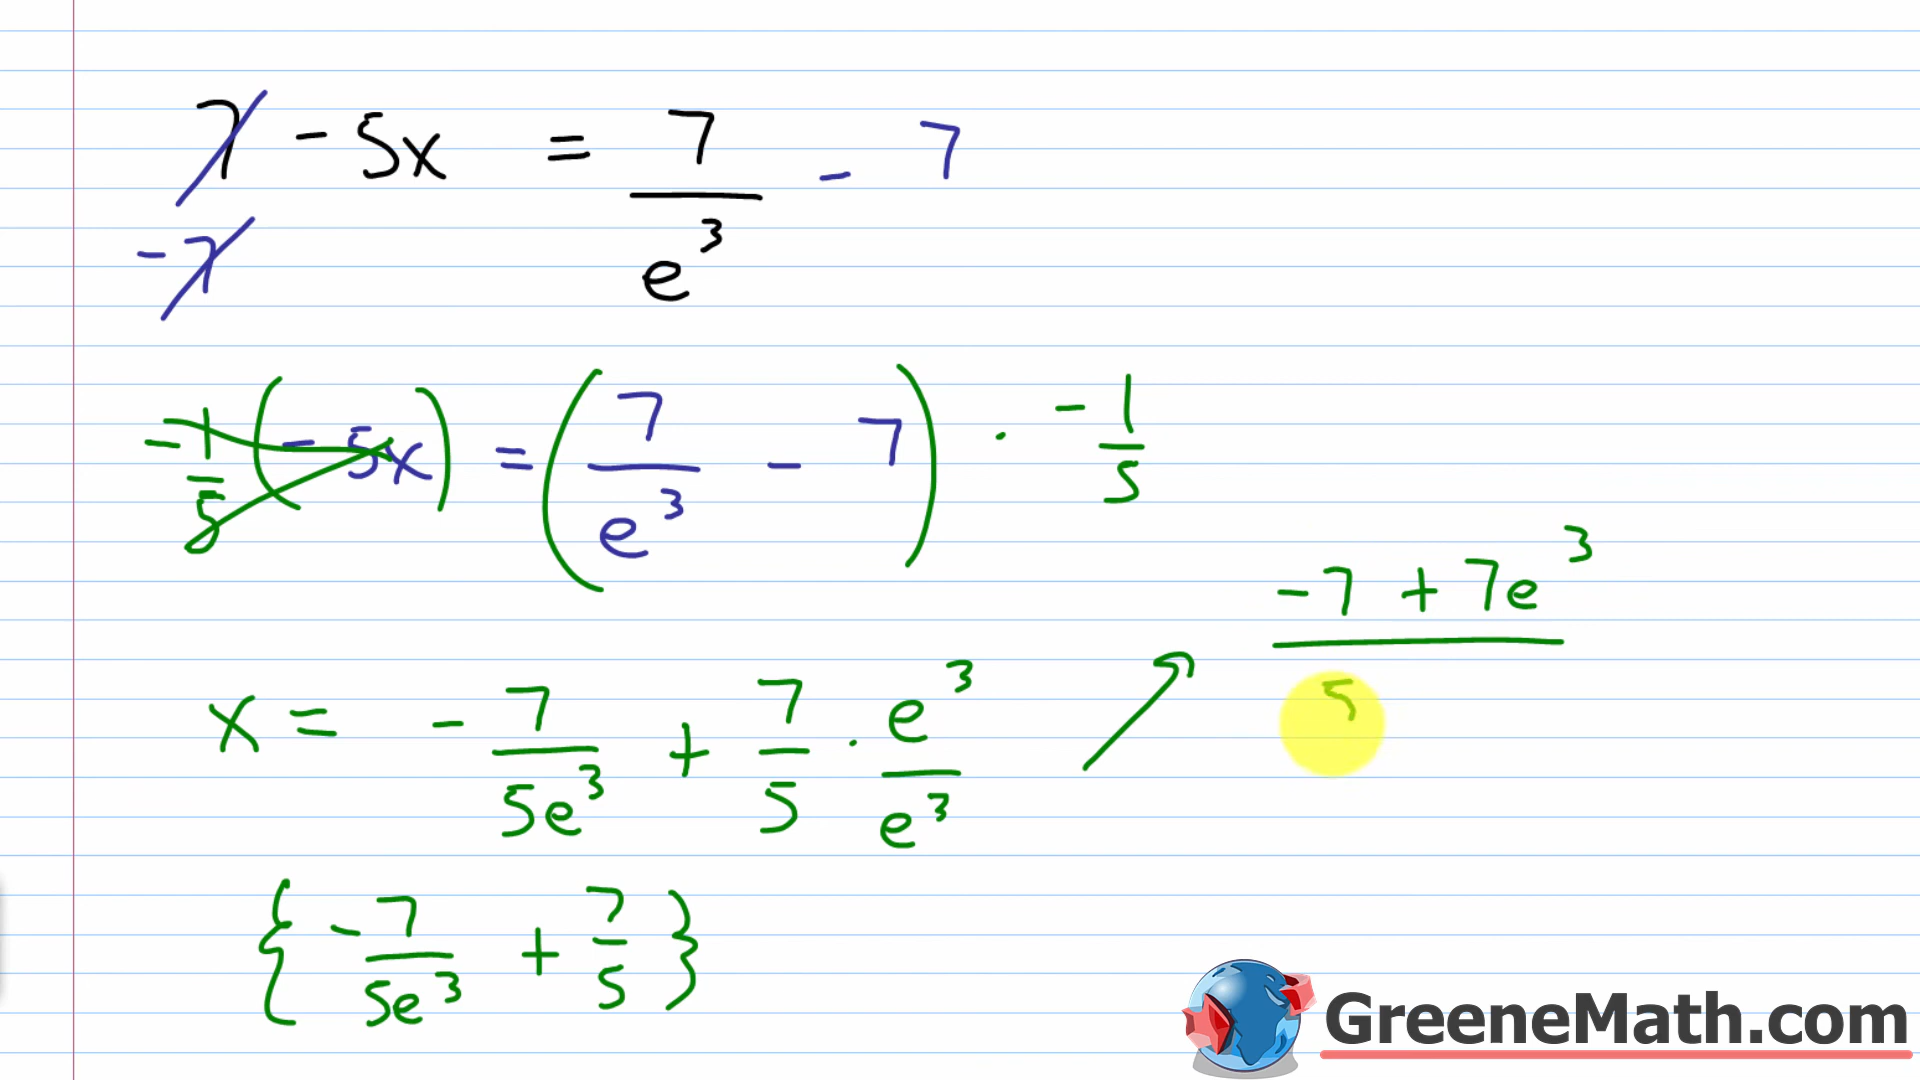 7 - 5x = 7/e³ - 7
-7
-1/5 (-5x) = (7/e³ - 7) · -1/5
x = -7/5e³ + 7/5 · e³/e³
-7 + 7e³
5
{-7/5e³ + 7/5}
GreeneMath.com